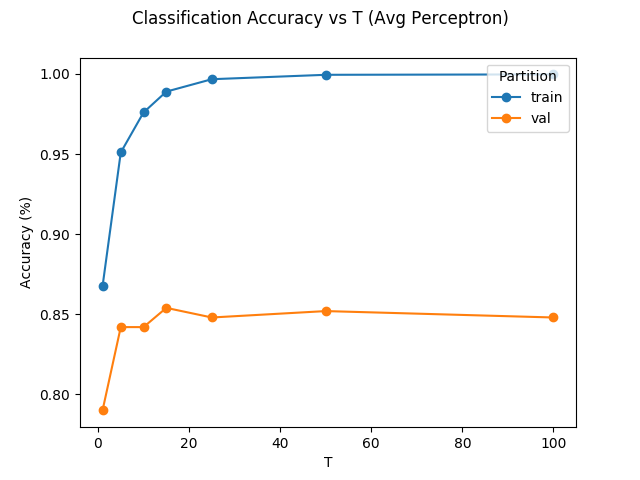 Classification Accuracy vs T (Avg Perceptron)
Partition
train
val
Accuracy (%)
1.00
0.95
0.90
0.85
0.80
0 20 40 60 80 100
T